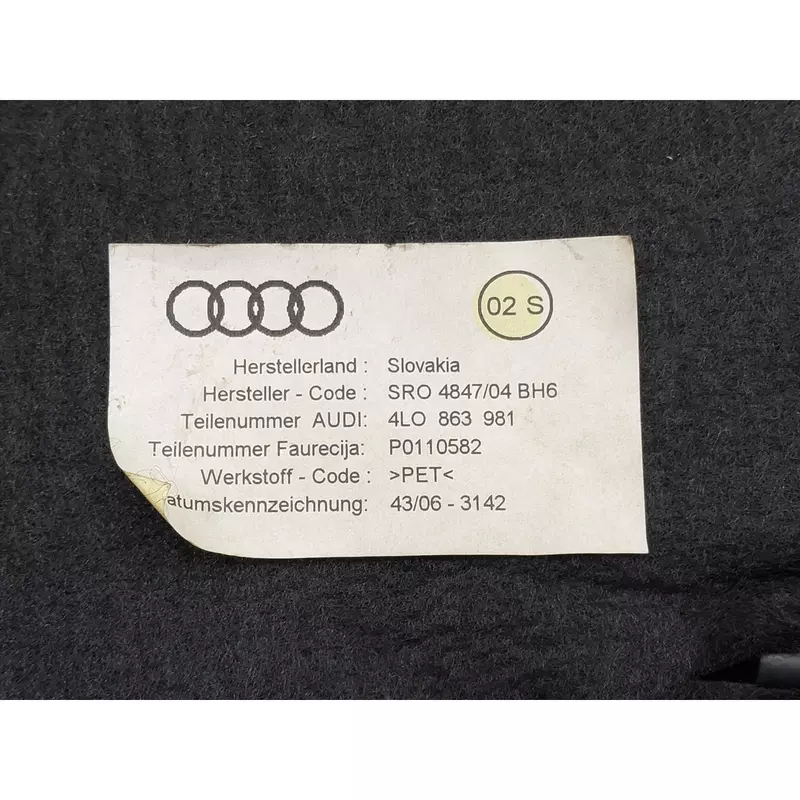 02 S
Herstellerland : Slovakia
Hersteller - Code : SRO 4847/04 BH6
Teilenummer AUDI: 4LO 863 981
Teilenummer Faurecija: P0110582
Werkstoff - Code : >PET<
atumskennzeichnung: 43/06 - 3142